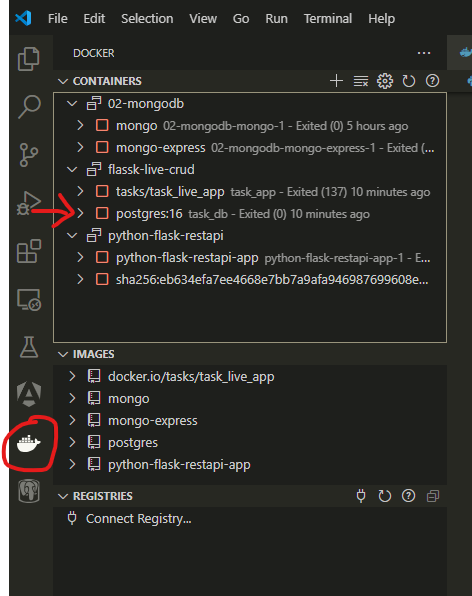 File Edit Selection View Go Run Terminal Help
DOCKER ...
CONTAINERS
02-mongodb
mongo 02-mongodb-mongo-1 - Exited (0) 5 hours ago
mongo-express 02-mongodb-mongo-express-1 - Exited (...
flassk-live-crud
tasks/task_live_app task_app - Exited (137) 10 minutes ago
postgres:16 task_db - Exited (0) 10 minutes ago
python-flask-restapi
python-flask-restapi-app python-flask-restapi-app-1 - E...
sha256:eb634efa7ee4668e7bb7a9afa946987699608e...
IMAGES
docker.io/tasks/task_live_app
mongo
mongo-express
postgres
python-flask-restapi-app
REGISTRIES
Connect Registry...